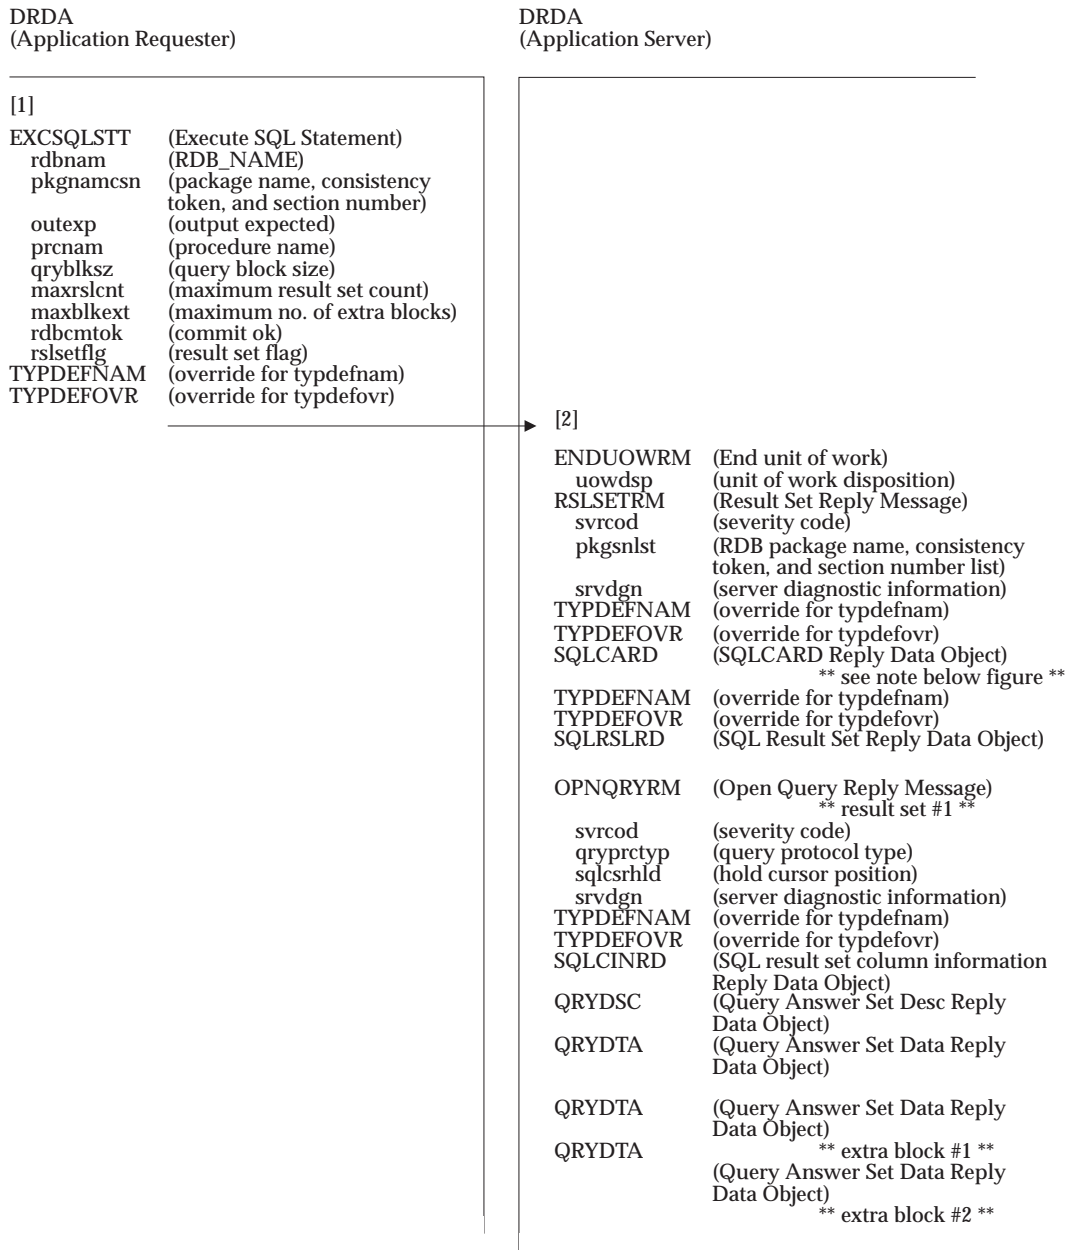 DRDA
(Application Requester)
DRDA
(Application Server)
[1]
EXCSQLSTT (Execute SQL Statement)
rdbnam (RDB_NAME)
pkgnamcsn (package name, consistency
token, and section number)
outexp (output expected)
prcnam (procedure name)
qryblksz (query block size)
maxrslcnt (maximum result set count)
maxblkext (maximum no. of extra blocks)
rdbcmtok (commit ok)
rslsetflg (result set flag)
TYPDEFNAM (override for typdefnam)
TYPDEFOVR (override for typdefovr)
[2]
ENDUOWRM (End unit of work)
uowdsp (unit of work disposition)
RSLSETRM (Result Set Reply Message)
svrcod (severity code)
pkgsnlst (RDB package name, consistency
token, and section number list)
srvdgn (server diagnostic information)
TYPDEFNAM (override for typdefnam)
TYPDEFOVR (override for typdefovr)
SQLCARD (SQLCARD Reply Data Object)
** see note below figure **
TYPDEFNAM (override for typdefnam)
TYPDEFOVR (override for typdefovr)
SQLRSLRD (SQL Result Set Reply Data Object)
OPNQRYRM (Open Query Reply Message)
** result set #1 **
svrcod (severity code)
qryprctyp (query protocol type)
sqlcsrhld (hold cursor position)
srvdgn (server diagnostic information)
TYPDEFNAM (override for typdefnam)
TYPDEFOVR (override for typdefovr)
SQLCINRD (SQL result set column information
Reply Data Object)
QRYDSC (Query Answer Set Desc Reply
Data Object)
QRYDTA (Query Answer Set Data Reply
Data Object)
QRYDTA (Query Answer Set Data Reply
Data Object)
QRYDTA ** extra block #1 **
(Query Answer Set Data Reply
Data Object)
** extra block #2 **